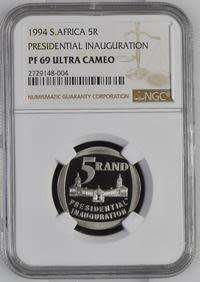 1994 S.AFRICA 5R
PRESIDENTIAL INAUGURATION
PF 69 ULTRA CAMEO
2729148-004
NUMISMATIC GUARANTY CORPORATION
NGC
5 RAND
PRESIDENTIAL
INAUGURATION